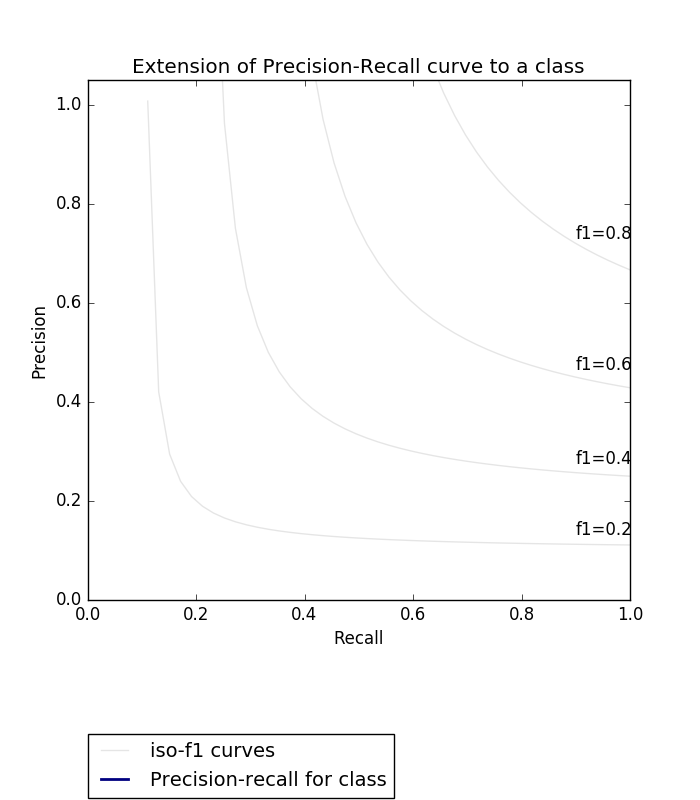 Extension of Precision-Recall curve to a class
1.0
0.8
0.6
0.4
0.2
0.0
Precision
f1=0.8
f1=0.6
f1=0.4
f1=0.2
0.0 0.2 0.4 0.6 0.8 1.0
Recall
iso-f1 curves
Precision-recall for class